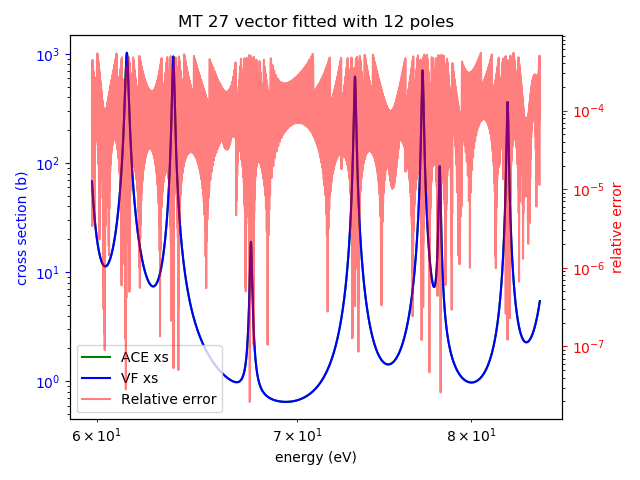 MT 27 vector fitted with 12 poles
10³
10²
10¹
10⁰
cross section (b)
10⁻⁴
10⁻⁵
10⁻⁶
10⁻⁷
relative error
ACE xs
VF xs
Relative error
6 × 10¹
7 × 10¹
8 × 10¹
energy (eV)